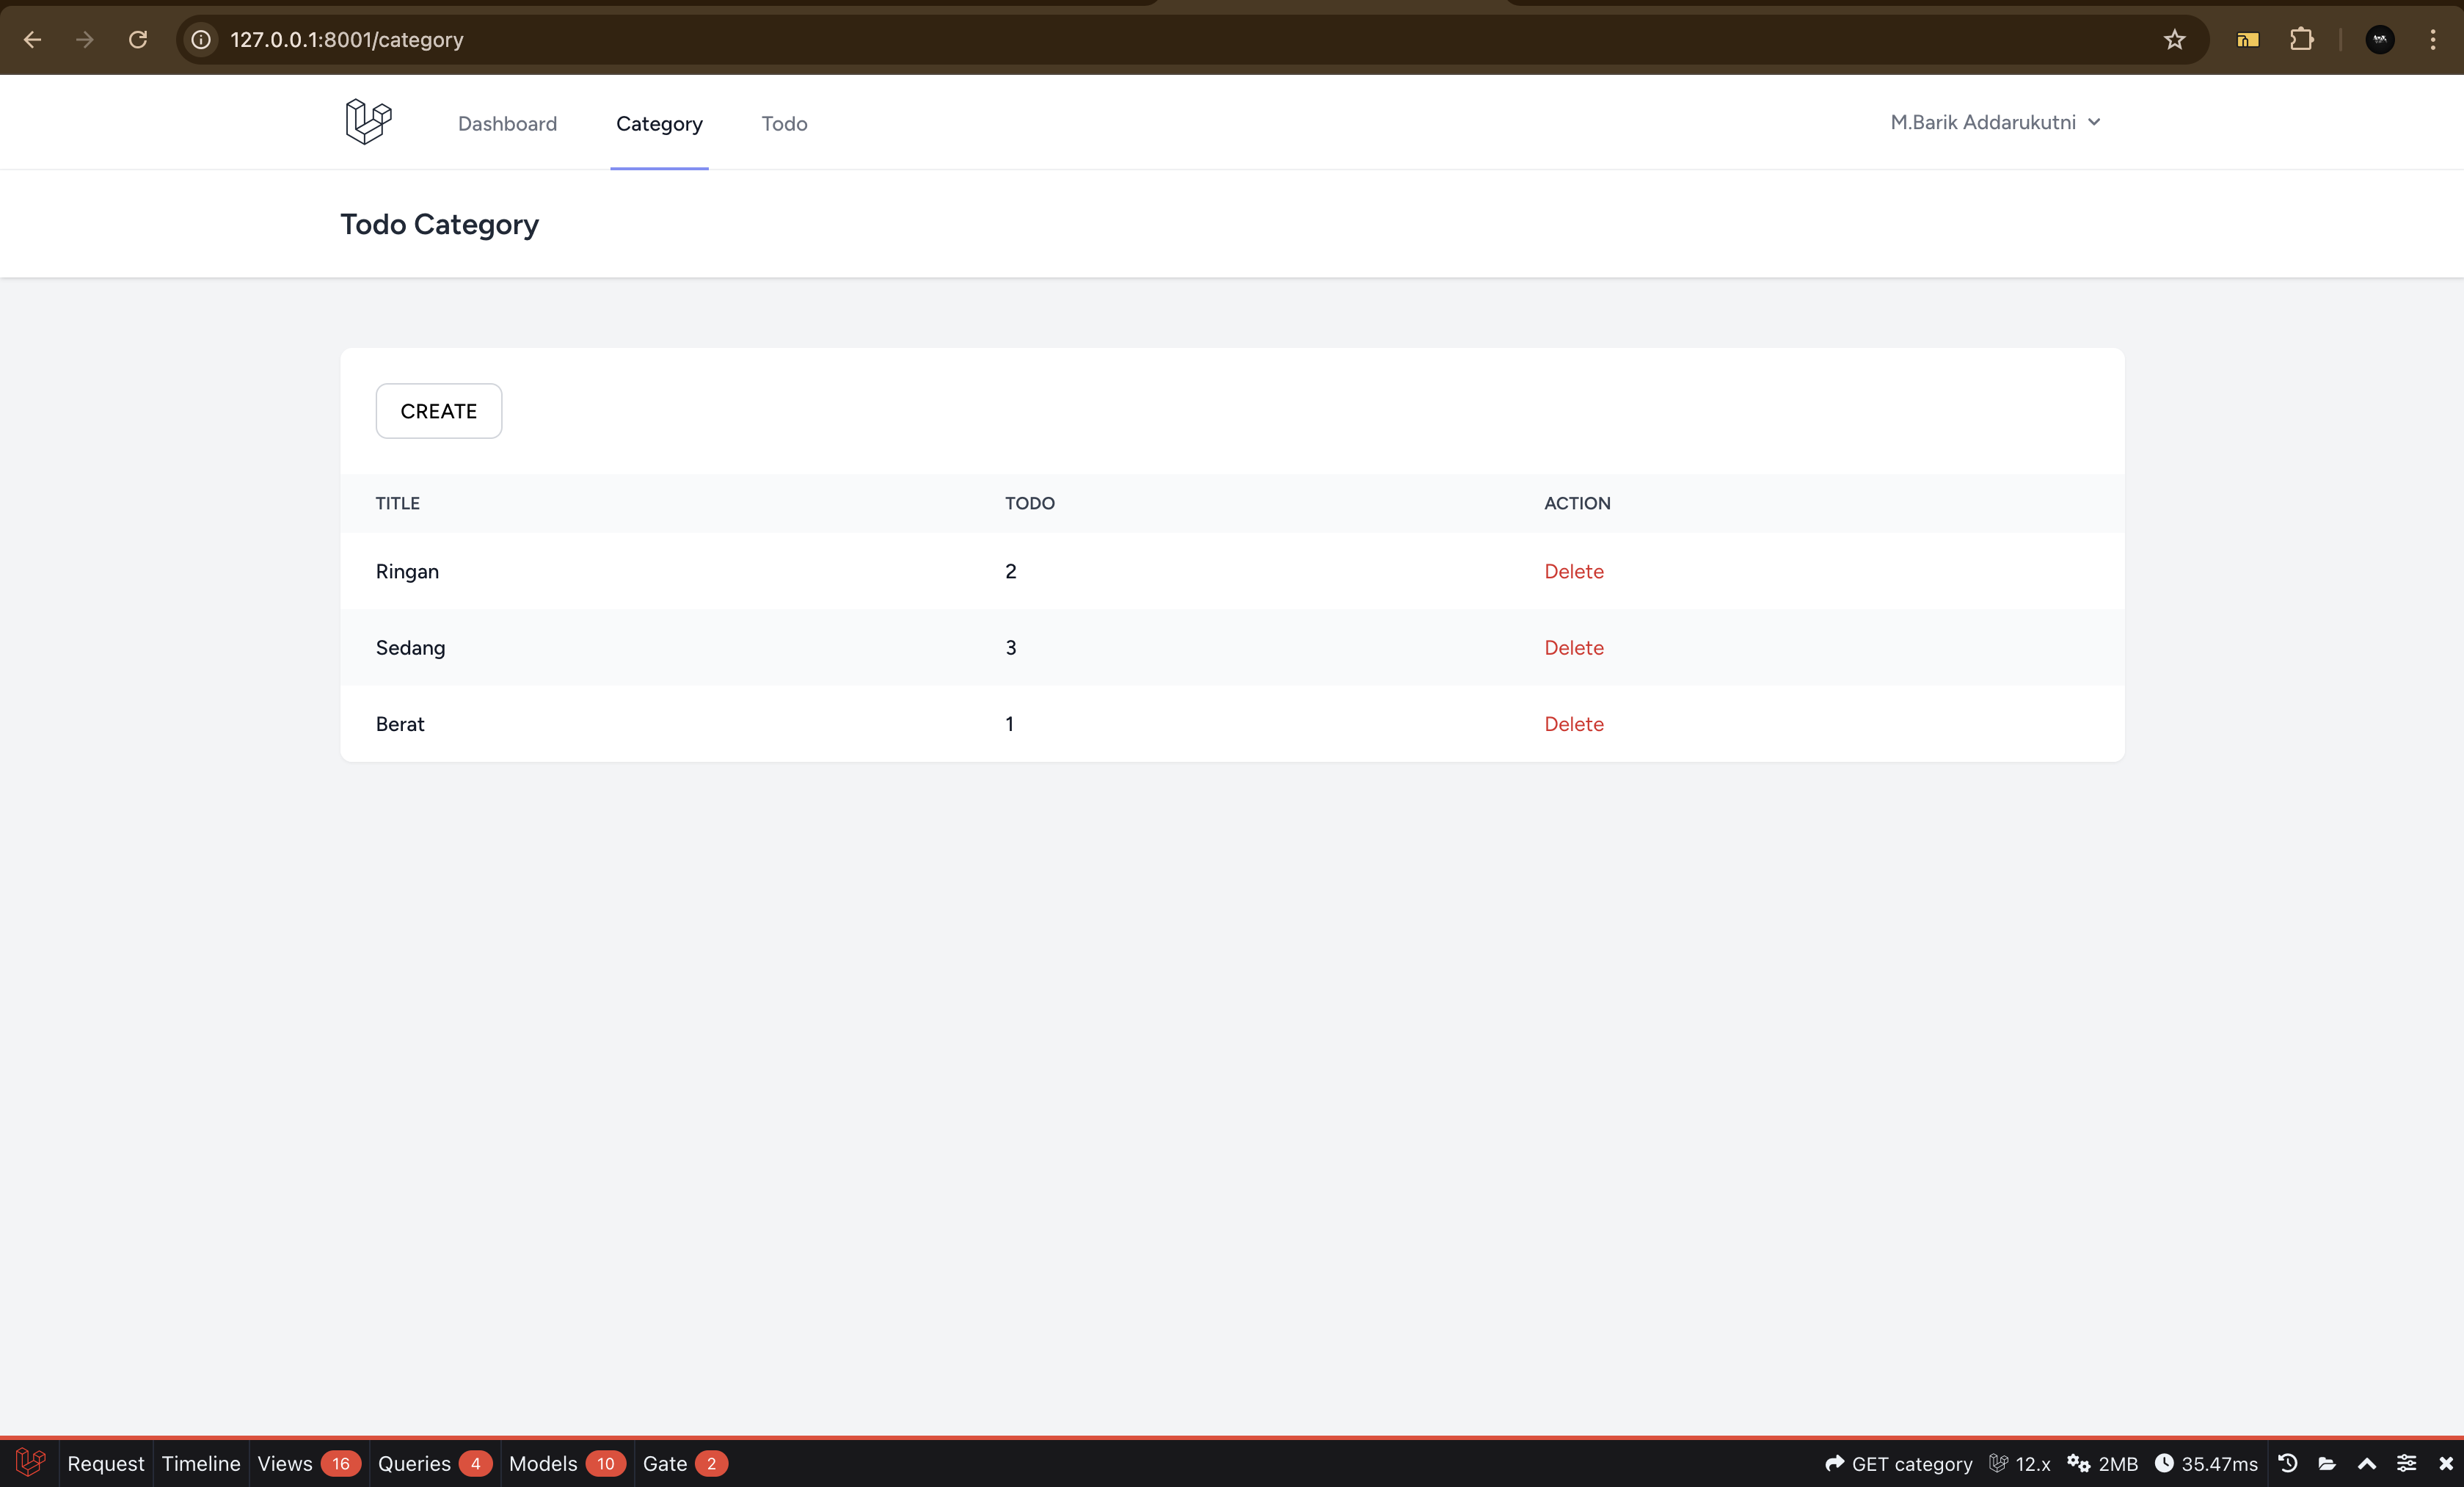 127.0.0.1:8001/category
Dashboard Category Todo M.Barik Addarukutni
Todo Category
CREATE
TITLE TODO ACTION
Ringan 2 Delete
Sedang 3 Delete
Berat 1 Delete
Request Timeline Views 16 Queries 4 Models 10 Gate 2 GET category 12.x 2MB 35.47ms